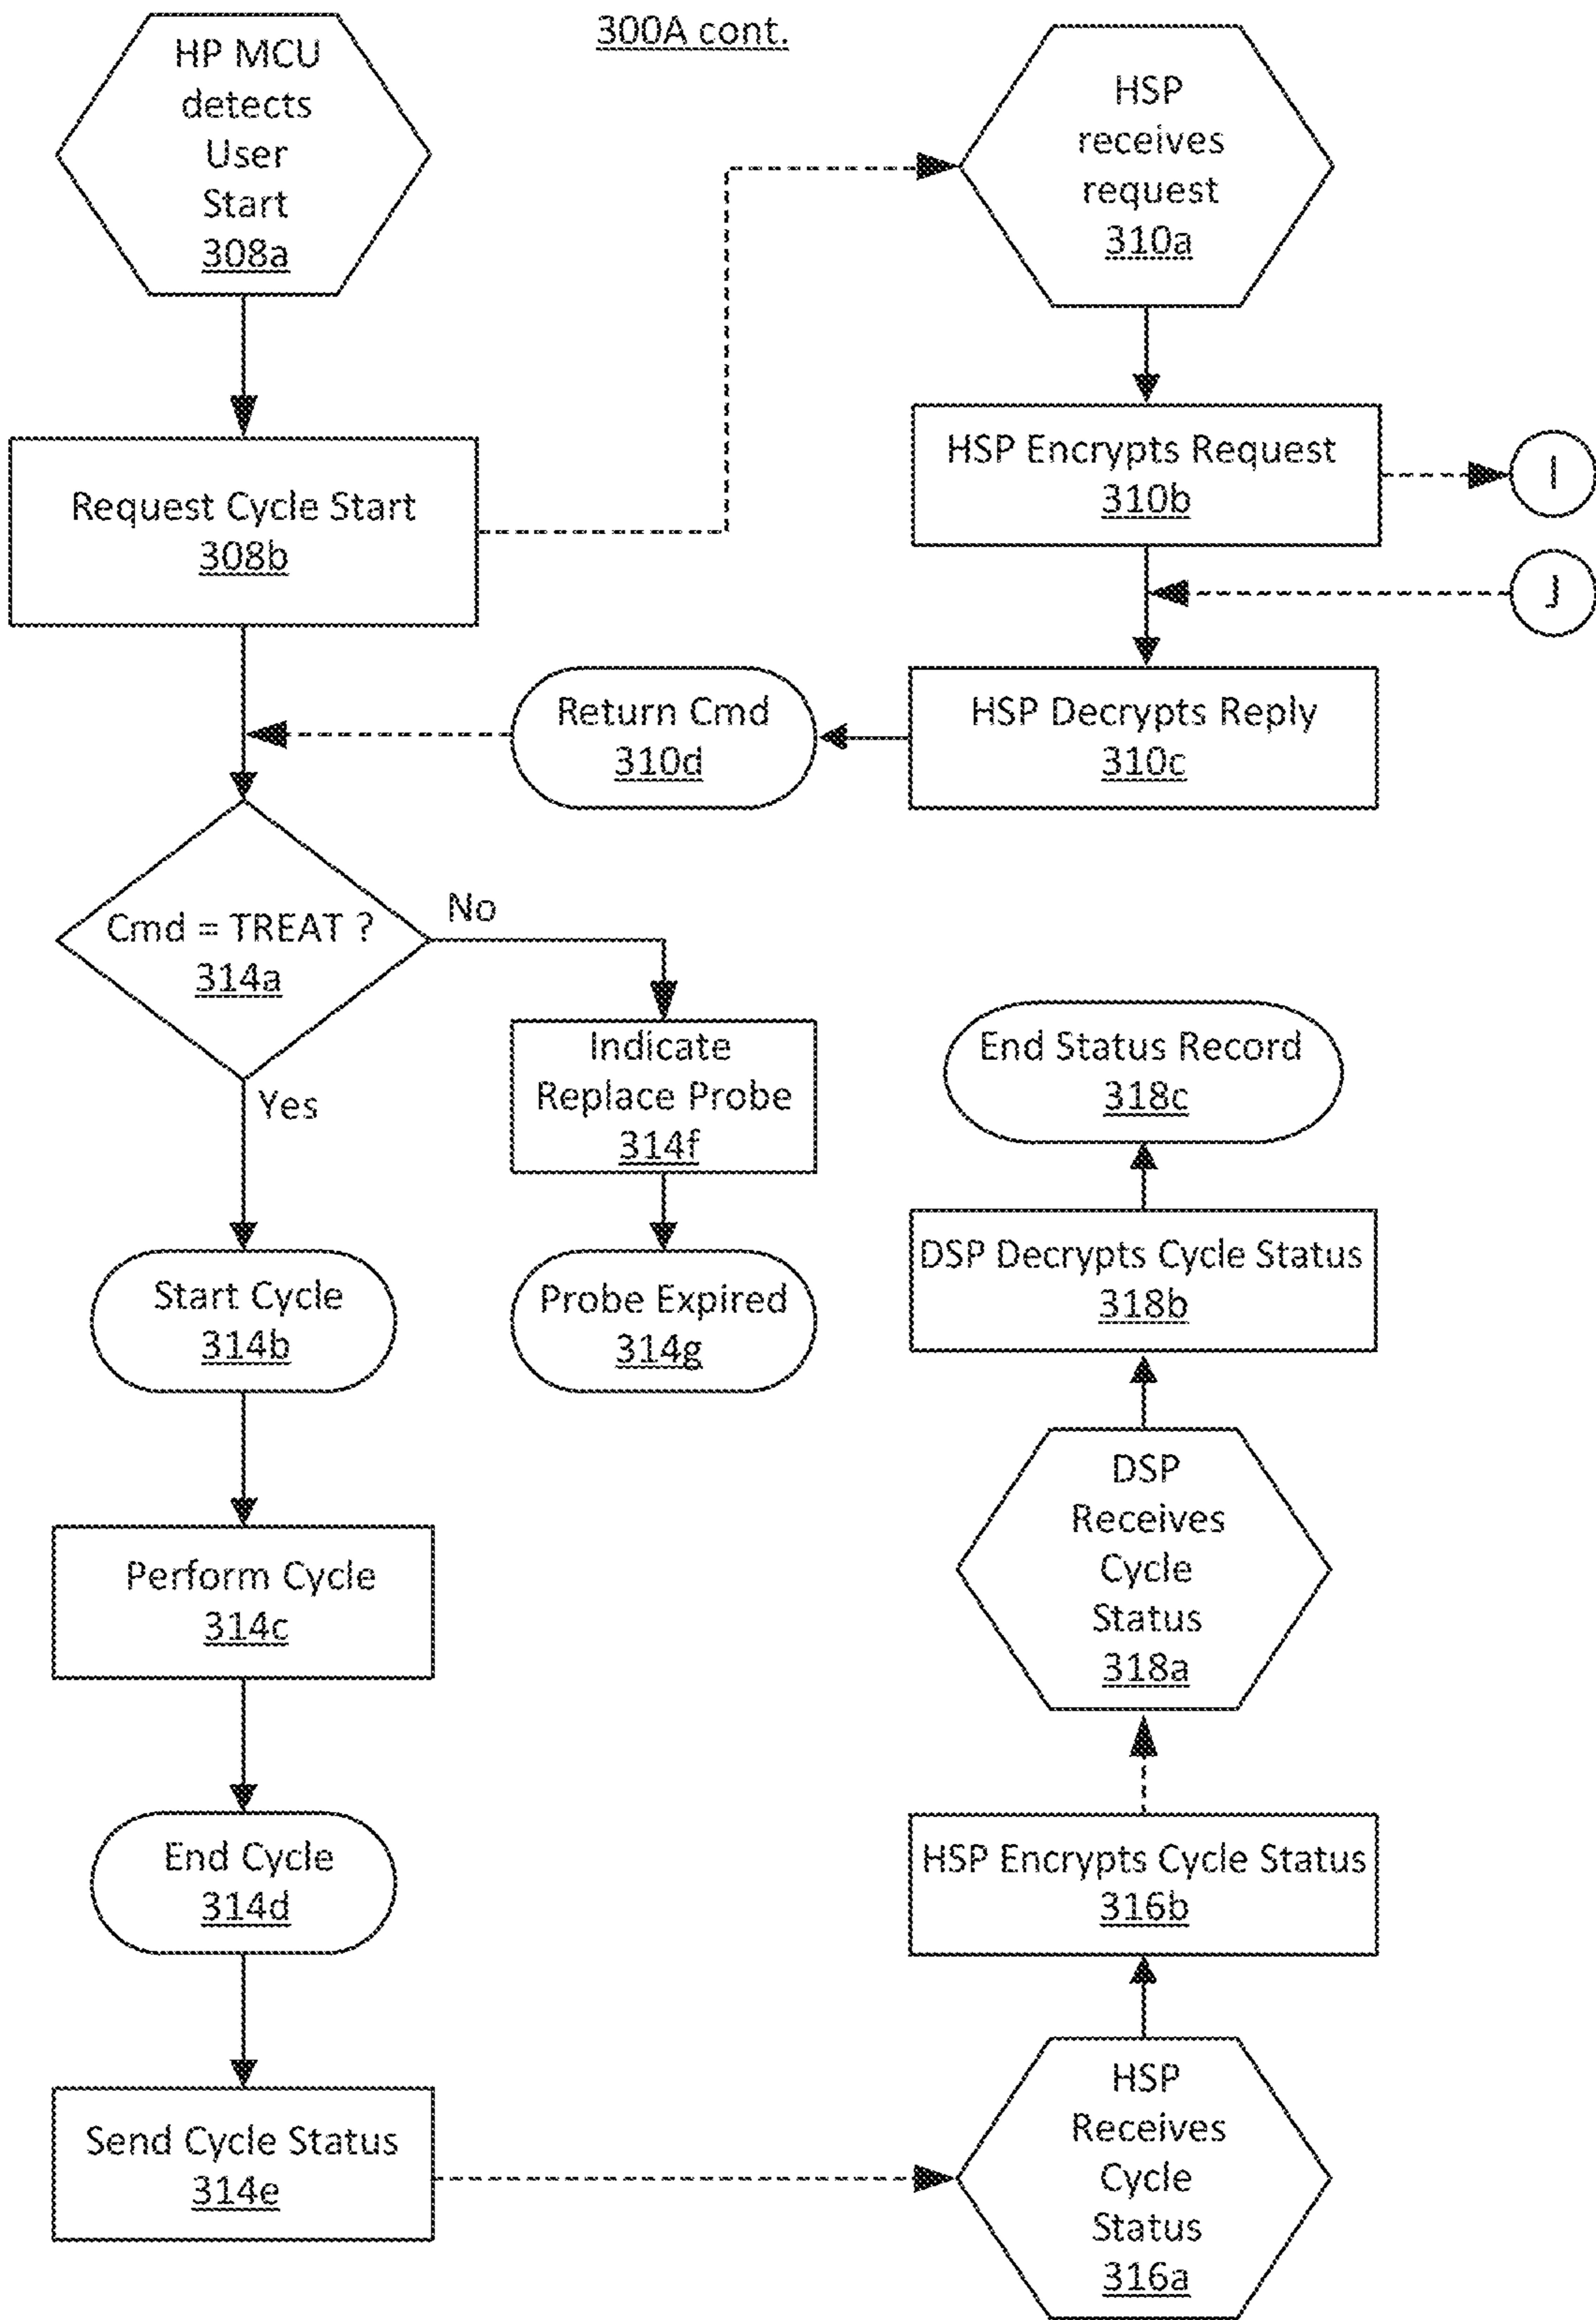 300A cont.
HP MCU
detects
User
Start
308a
HSP
receives
request
310a
Request Cycle Start
308b
HSP Encrypts Request
310b
I
J
HSP Decrypts Reply
310c
Return Cmd
310d
Cmd = TREAT ?
314a
No
Yes
Indicate
Replace Probe
314f
Probe Expired
314g
Start Cycle
314b
Perform Cycle
314c
End Cycle
314d
Send Cycle Status
314e
End Status Record
318c
DSP Decrypts Cycle Status
318b
DSP
Receives
Cycle
Status
318a
HSP Encrypts Cycle Status
316b
HSP
Receives
Cycle
Status
316a